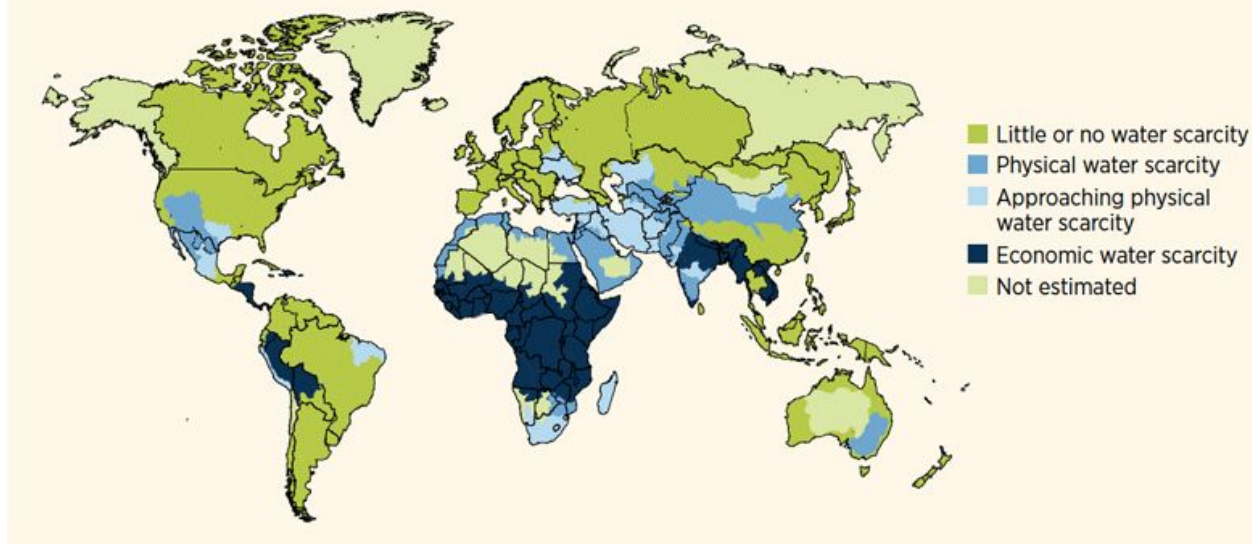 Little or no water scarcity
Physical water scarcity
Approaching physical
water scarcity
Economic water scarcity
Not estimated